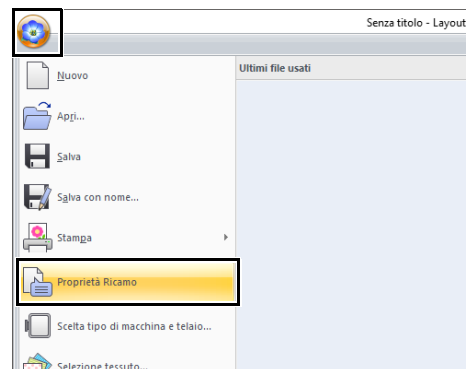 Senza titolo - Layout
Ultimi file usati
Nuovo
Apri...
Salva
Salva con nome...
Stampa
Proprietà Ricamo
Scelta tipo di macchina e telaio...
Selezione tessuto...